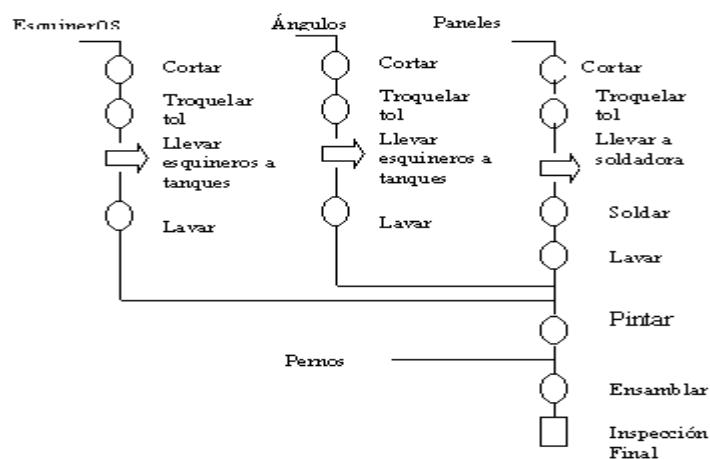 EsquinerOS
Cortar
Troquelar
tol
Llevar
esquineros a
tanques
Lavar
Ángulos
Cortar
Troquelar
tol
Llevar
esquineros a
tanques
Lavar
Paneles
Cortar
Troquelar
tol
Llevar a
soldadora
Soldar
Lavar
Pintar
Pernos
Ensamblar
Inspección
Final